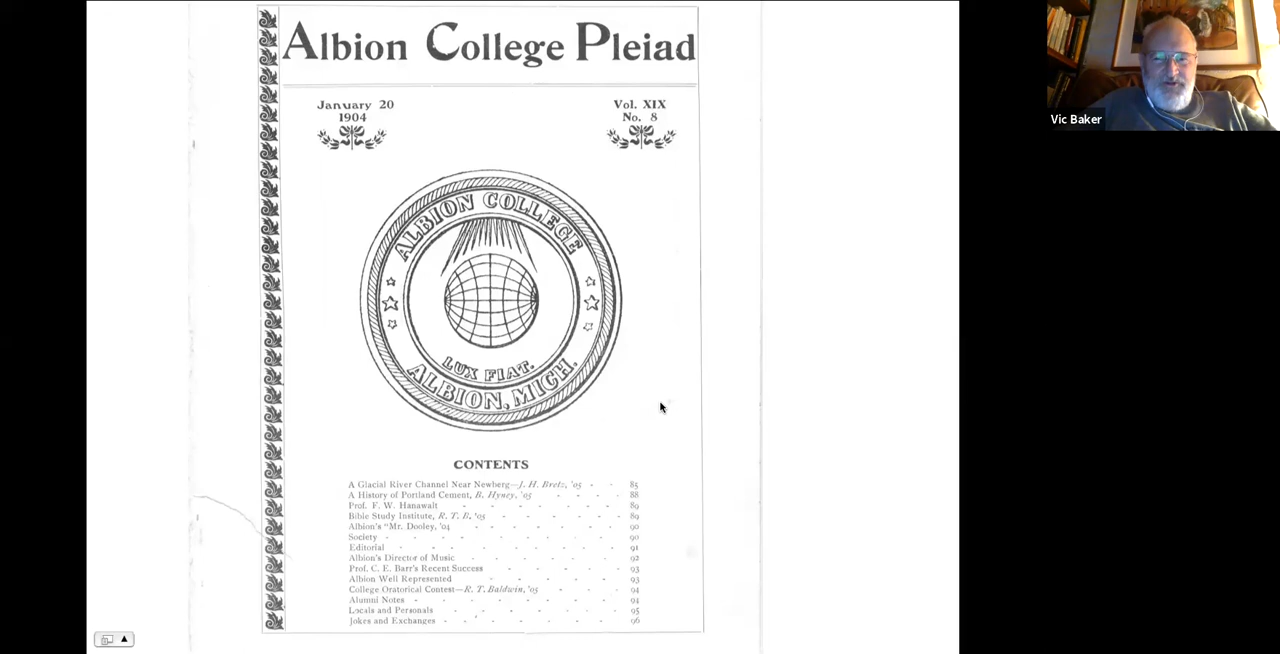 Albion College Pleiad
January 20
1904
Vol. XIX
No. 8
ALBION COLLEGE
LUX FIAT.
ALBION, MICH.
CONTENTS
A Glacial River Channel Near Newberg—J. H. Bretz, '05 - - 85
A History of Portland Cement, B. Hyney, '05 - - - - 88
Prof. F. W. Hanawalt - - - - - - 89
Bible Study Institute, R. T. B, '05 - - - - - 89
Albion's "Mr. Dooley, '04 - - - - - - 90
Society - - - - - - - - 90
Editorial - - - - - - - - 91
Albion's Director of Music - - - - - 92
Prof. C. E. Barr's Recent Success - - - - 93
Albion Well Represented - - - - - 93
College Oratorical Contest—R. T. Baldwin, '05 - - - 94
Alumni Notes - - - - - - - 94
Locals and Personals - - - - - - 95
Jokes and Exchanges - - - - - - 96
Vic Baker